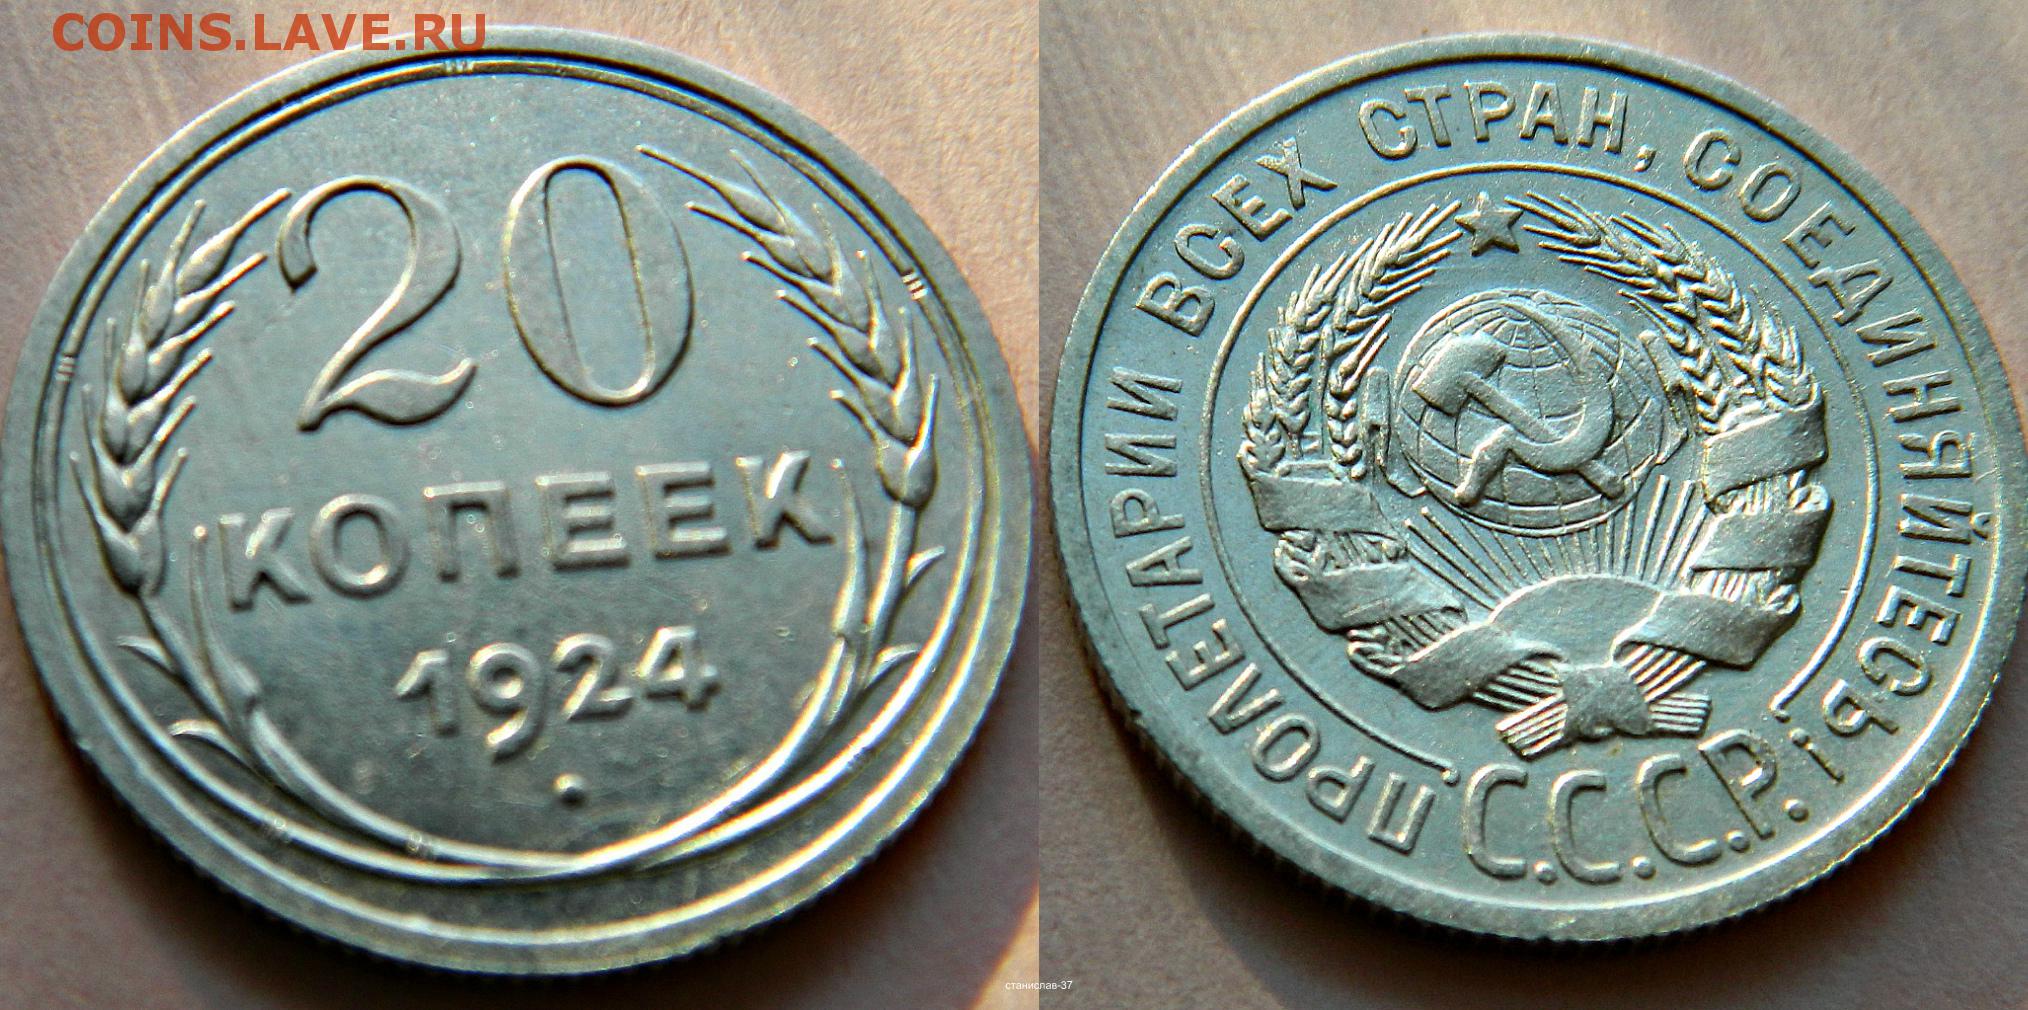 COINS.LAVE.RU
20
КОПЕЕК
1924
ПРОЛЕТАРИИ ВСЕХ СТРАН, СОЕДИНЯЙТЕСЬ!
С.С.С.Р.
станислав-37